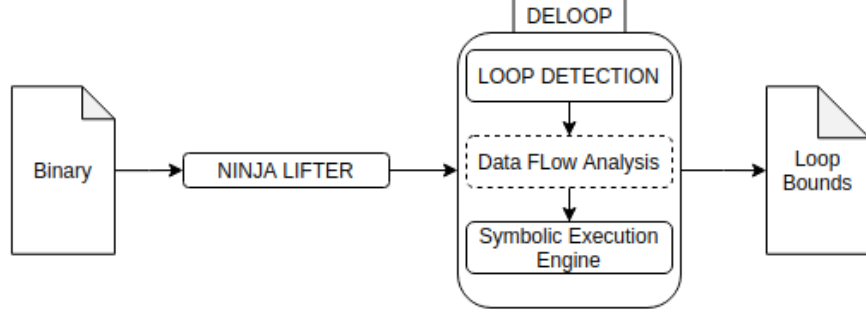 DELOOP
LOOP DETECTION
Binary
NINJA LIFTER
Data FLow Analysis
Symbolic Execution
Engine
Loop
Bounds